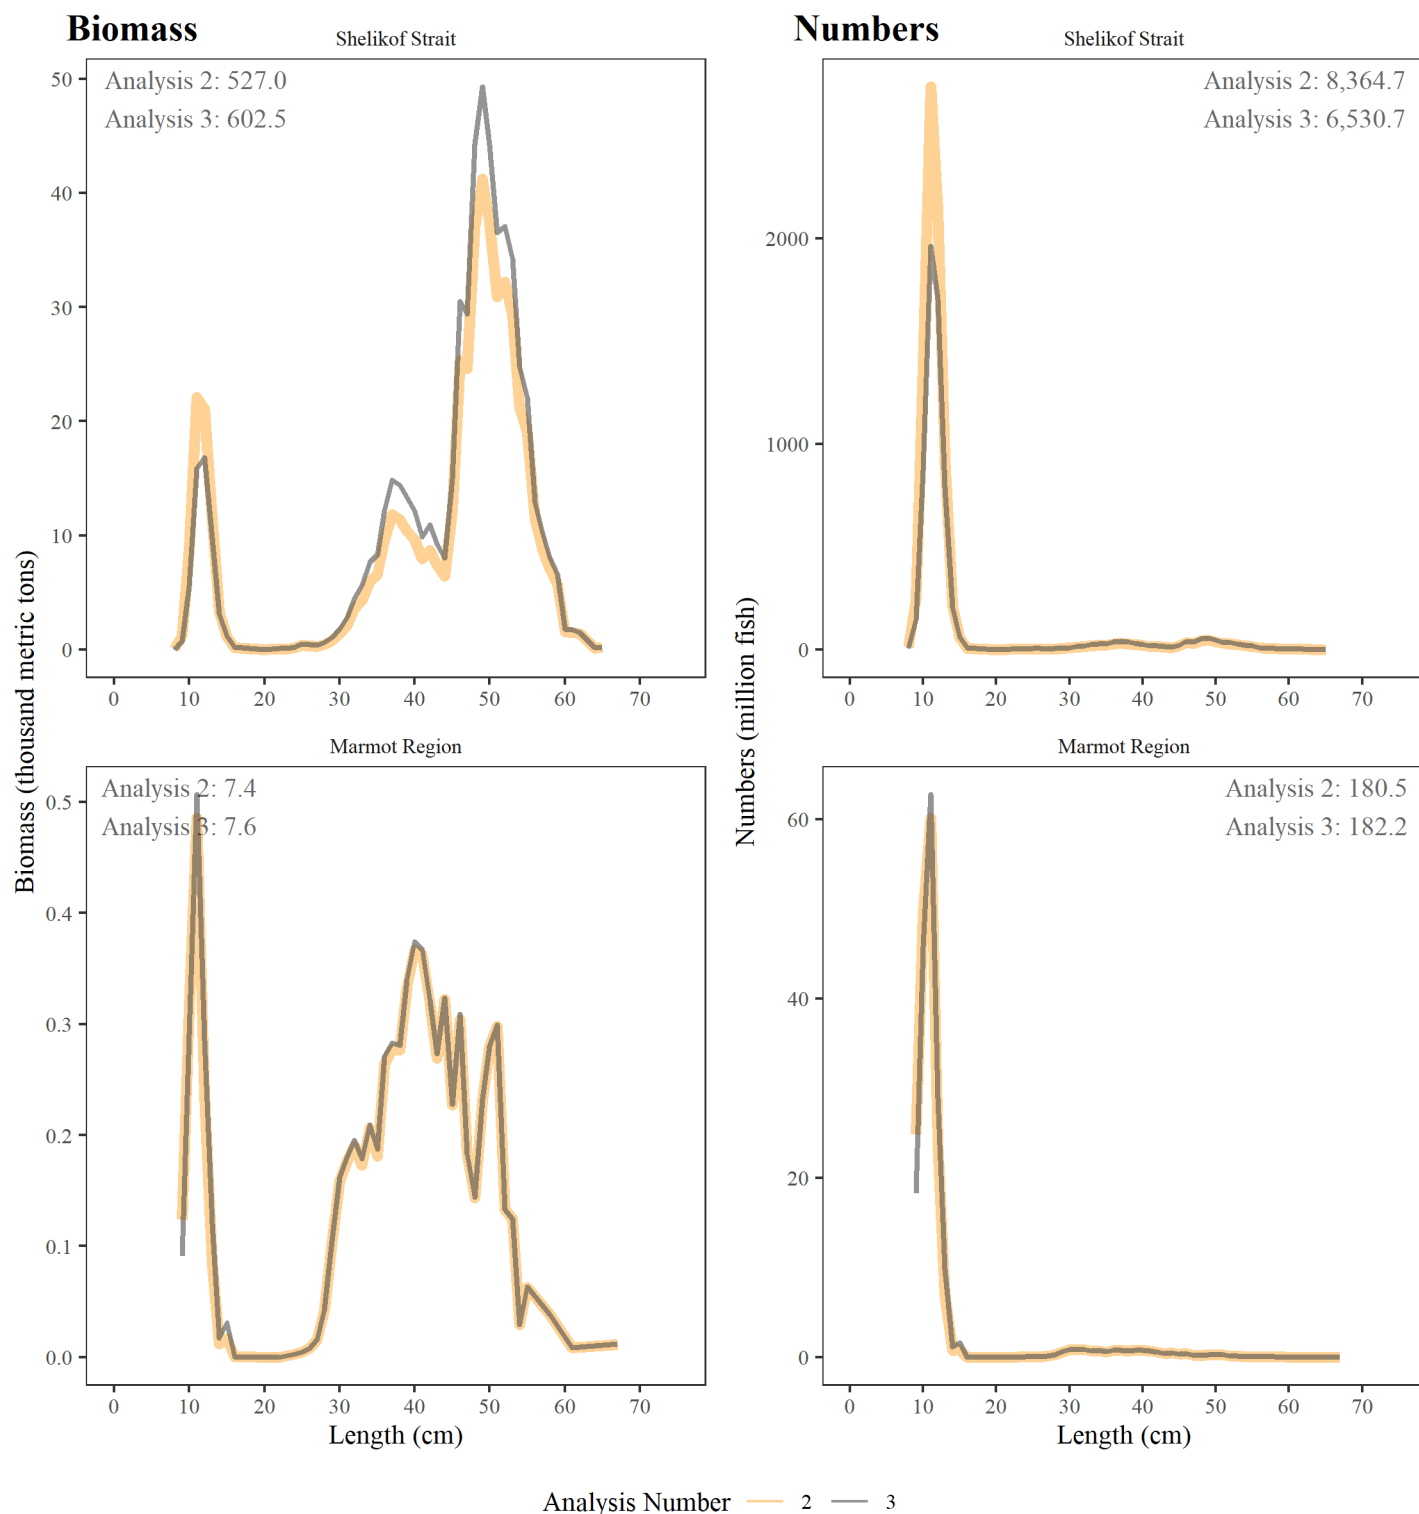 Biomass
Shelikof Strait
Analysis 2: 527.0
Analysis 3: 602.5
50
40
30
20
10
0
0 10 20 30 40 50 60 70
Numbers
Shelikof Strait
Analysis 2: 8,364.7
Analysis 3: 6,530.7
2000
1000
0
0 10 20 30 40 50 60 70
Biomass (thousand metric tons)
Numbers (million fish)
Marmot Region
Analysis 2: 7.4
Analysis 3: 7.6
0.5
0.4
0.3
0.2
0.1
0.0
0 10 20 30 40 50 60 70
Length (cm)
Marmot Region
Analysis 2: 180.5
Analysis 3: 182.2
60
40
20
0
0 10 20 30 40 50 60 70
Length (cm)
Analysis Number 2 3